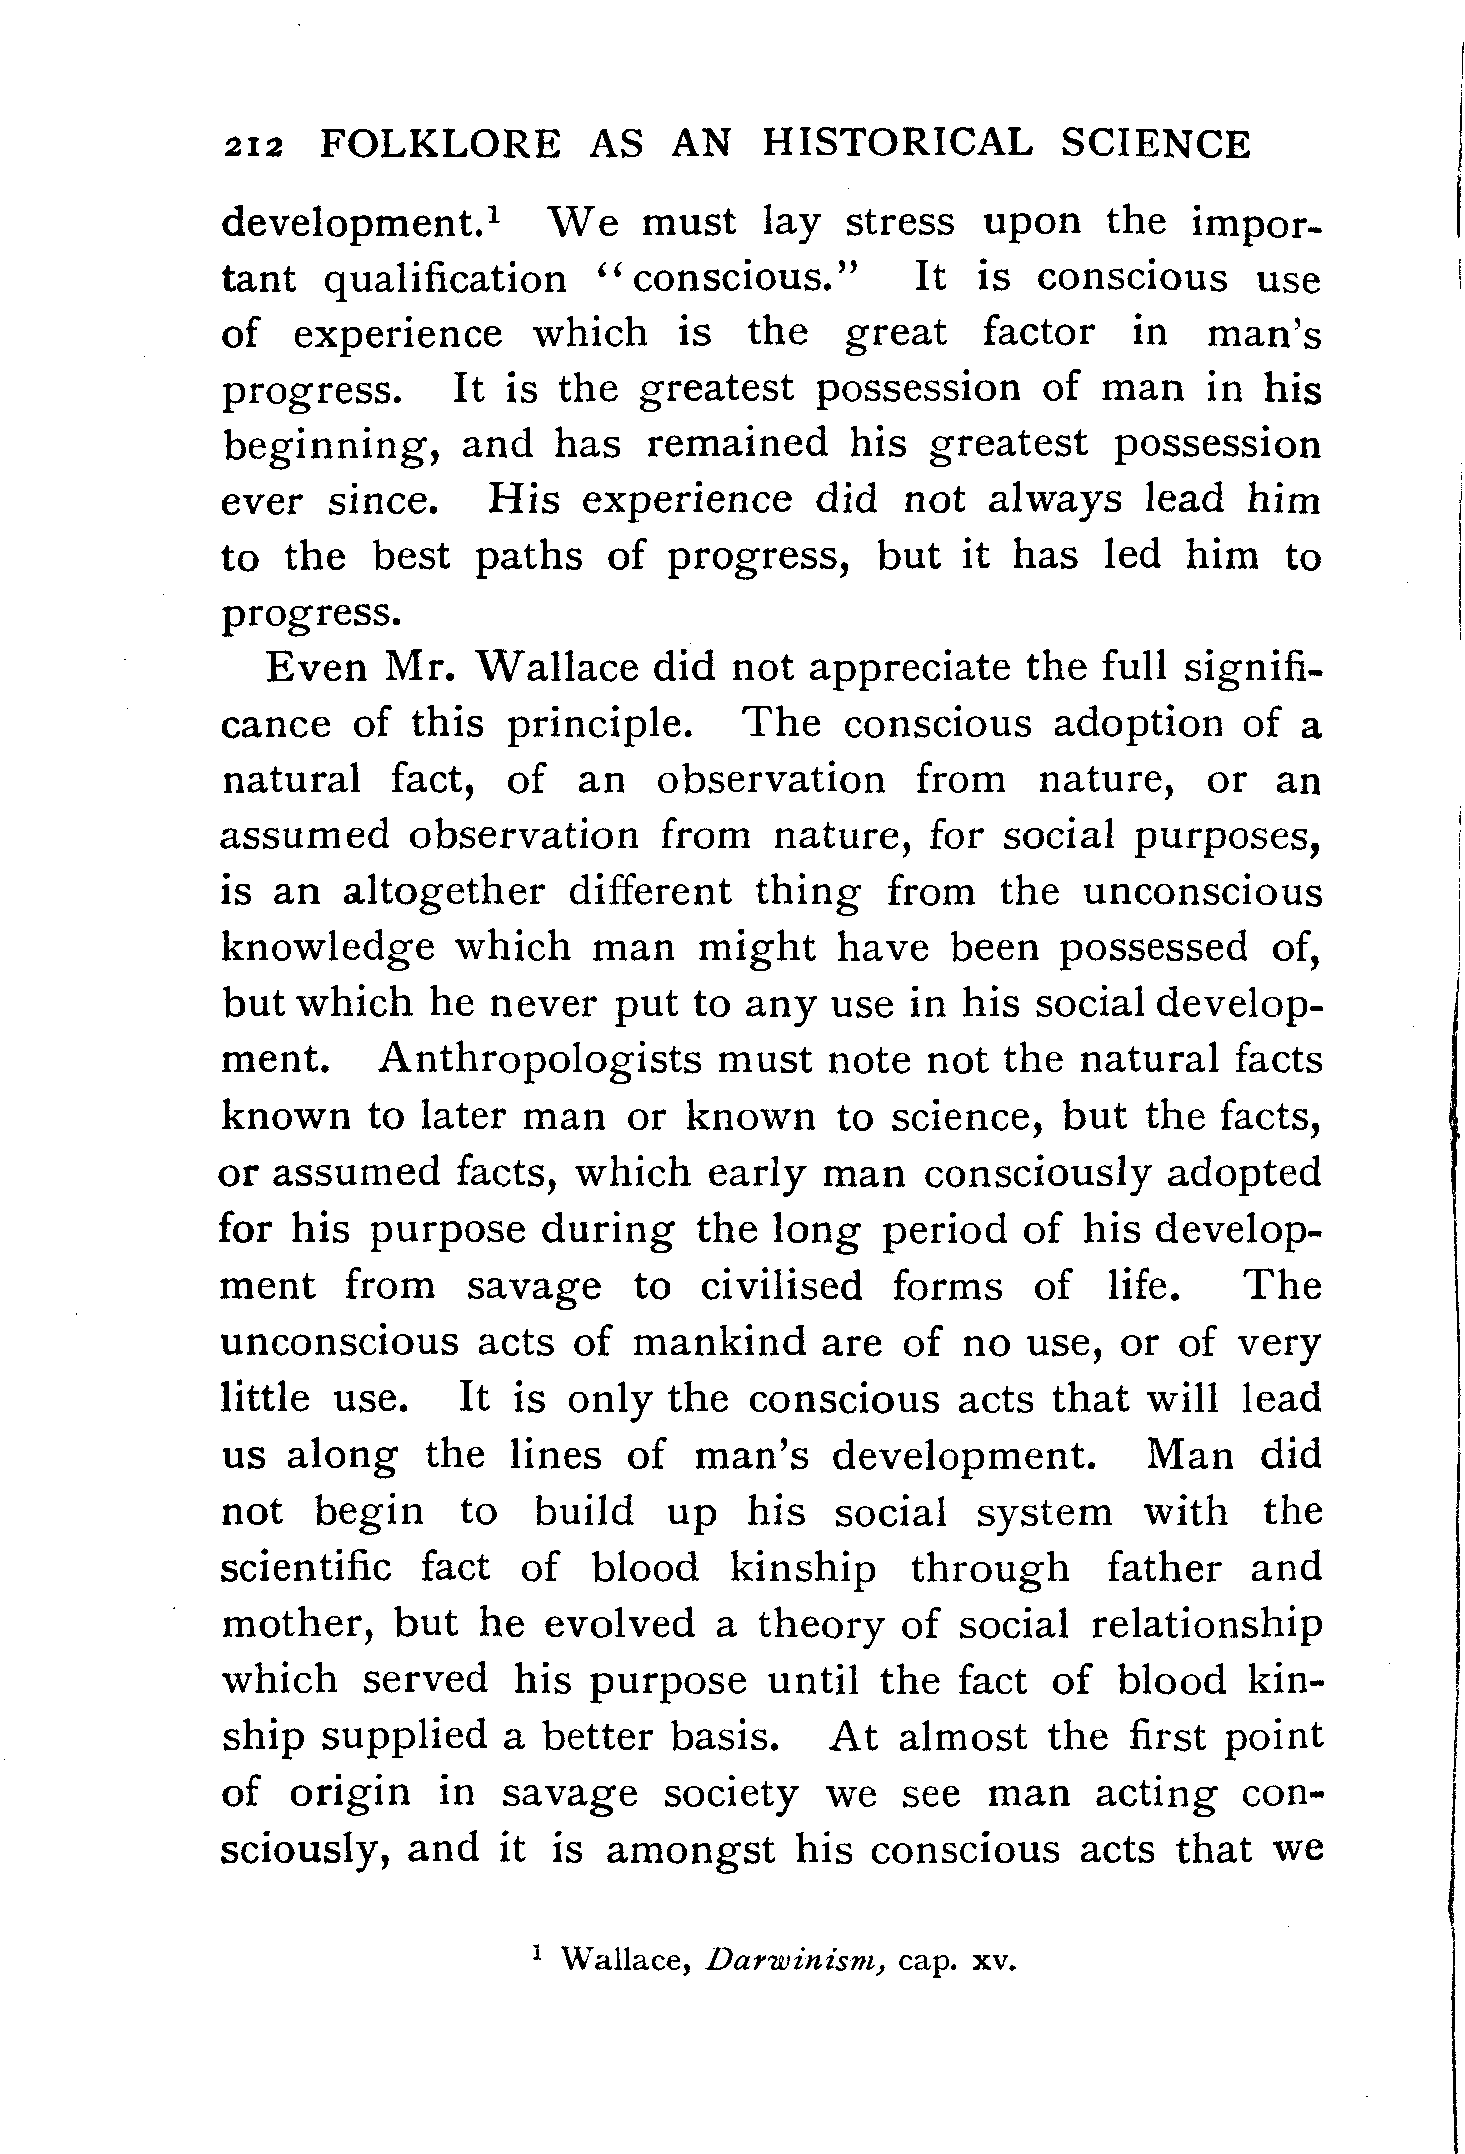 212 FOLKLORE AS AN HISTORICAL SCIENCE
development.¹ We must lay stress upon the impor-
tant qualification “conscious.” It is conscious use
of experience which is the great factor in man's
progress. It is the greatest possession of man in his
beginning, and has remained his greatest possession
ever since. His experience did not always lead him
to the best paths of progress, but it has led him to
progress.
Even Mr. Wallace did not appreciate the full signifi-
cance of this principle. The conscious adoption of a
natural fact, of an observation from nature, or an
assumed observation from nature, for social purposes,
is an altogether different thing from the unconscious
knowledge which man might have been possessed of,
but which he never put to any use in his social develop-
ment. Anthropologists must note not the natural facts
known to later man or known to science, but the facts,
or assumed facts, which early man consciously adopted
for his purpose during the long period of his develop-
ment from savage to civilised forms of life. The
unconscious acts of mankind are of no use, or of very
little use. It is only the conscious acts that will lead
us along the lines of man's development. Man did
not begin to build up his social system with the
scientific fact of blood kinship through father and
mother, but he evolved a theory of social relationship
which served his purpose until the fact of blood kin-
ship supplied a better basis. At almost the first point
of origin in savage society we see man acting con-
sciously, and it is amongst his conscious acts that we
¹ Wallace, Darwinism, cap. xv.